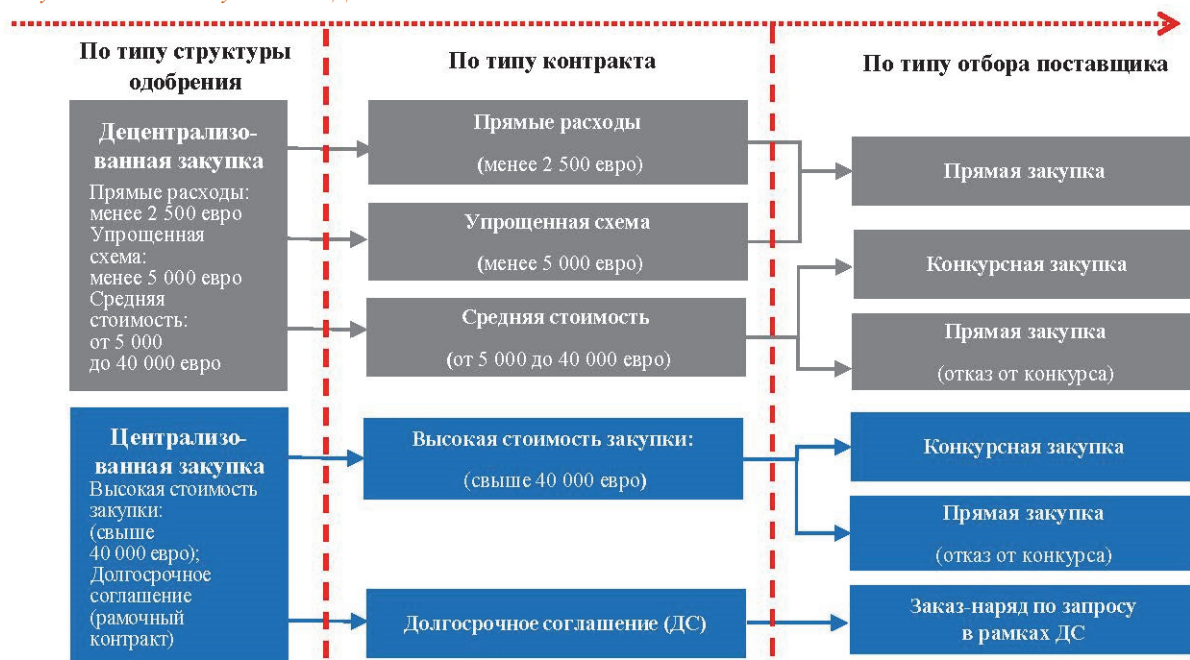 По типу структуры
одобрения
По типу контракта
По типу отбора поставщика
Децентрализо-
ванная закупка
Прямые расходы:
менее 2 500 евро
Упрощенная
схема:
менее 5 000 евро
Средняя
стоимость:
от 5 000
до 40 000 евро
Прямые расходы
(менее 2 500 евро)
Упрощенная схема
(менее 5 000 евро)
Средняя стоимость
(от 5 000 до 40 000 евро)
Прямая закупка
Конкурсная закупка
Прямая закупка
(отказ от конкурса)
Централизо-
ванная закупка
Высокая стоимость
закупки:
(свыше
40 000 евро);
Долгосрочное
соглашение
(рамочный
контракт)
Высокая стоимость закупки:
(свыше 40 000 евро)
Долгосрочное соглашение (ДС)
Конкурсная закупка
Прямая закупка
(отказ от конкурса)
Заказ-наряд по запросу
в рамках ДС